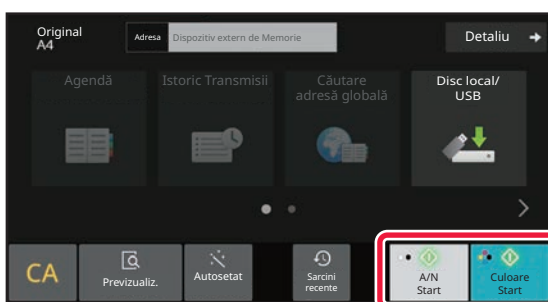 Original
A4
Adresa
Dispozitiv extern de Memorie
Detaliu
Agendă
Istoric Transmisii
Căutare
adresă globală
Disc local/
USB
CA
Previzualiz.
Autosetat
Sarcini
recente
A/N
Start
Culoare
Start